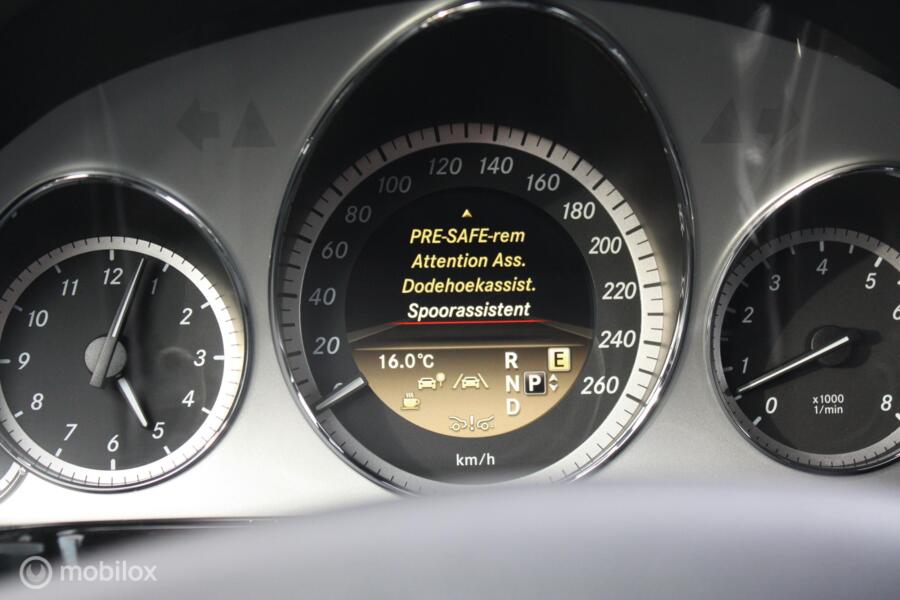 12
1
2
3
4
5
6
7
8
9
10
11
0
20
40
60
80
100
120
140
160
180
200
220
240
260
PRE-SAFE-rem
Attention Ass.
Dodehoekassist.
Spoorassistent
16.0°C
R
N
D
P
E
km/h
0
1
2
3
4
5
6
8
x1000
1/min
mobilox